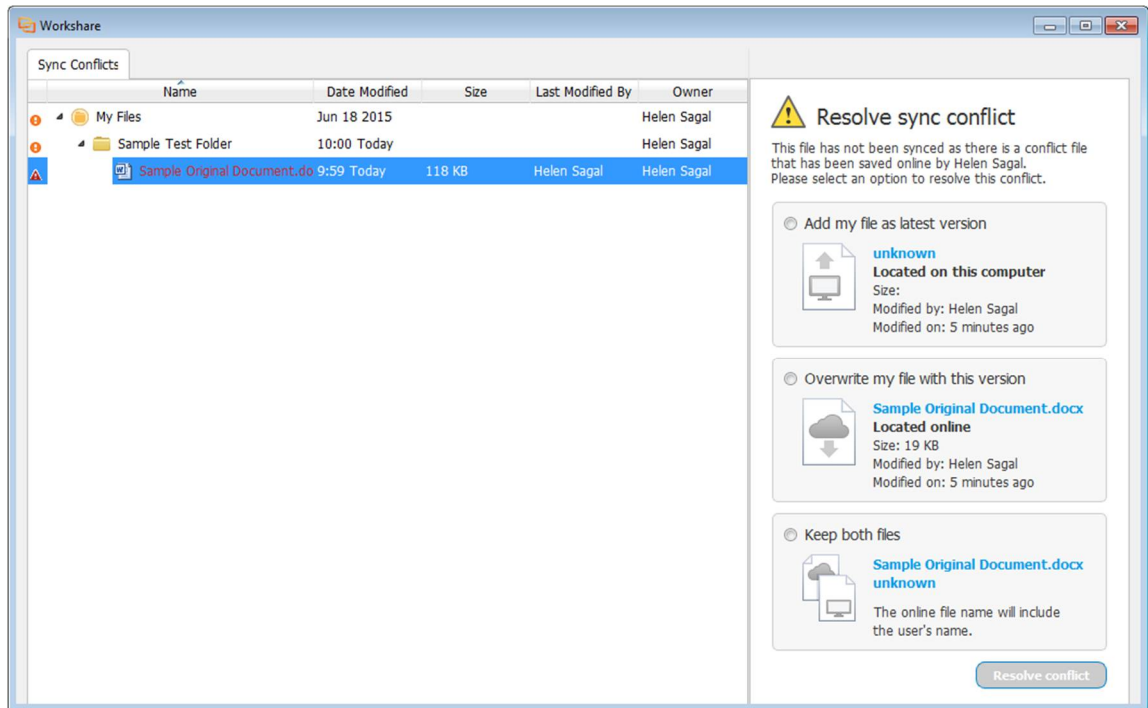 Workshare
Sync Conflicts
Name Date Modified Size Last Modified By Owner
My Files Jun 18 2015 Helen Sagal
Sample Test Folder 10:00 Today Helen Sagal
Sample Original Document.do 9:59 Today 118 KB Helen Sagal Helen Sagal
Resolve sync conflict
This file has not been synced as there is a conflict file
that has been saved online by Helen Sagal.
Please select an option to resolve this conflict.
Add my file as latest version
unknown
Located on this computer
Size:
Modified by: Helen Sagal
Modified on: 5 minutes ago
Overwrite my file with this version
Sample Original Document.docx
Located online
Size: 19 KB
Modified by: Helen Sagal
Modified on: 5 minutes ago
Keep both files
Sample Original Document.docx
unknown
The online file name will include
the user's name.
Resolve conflict